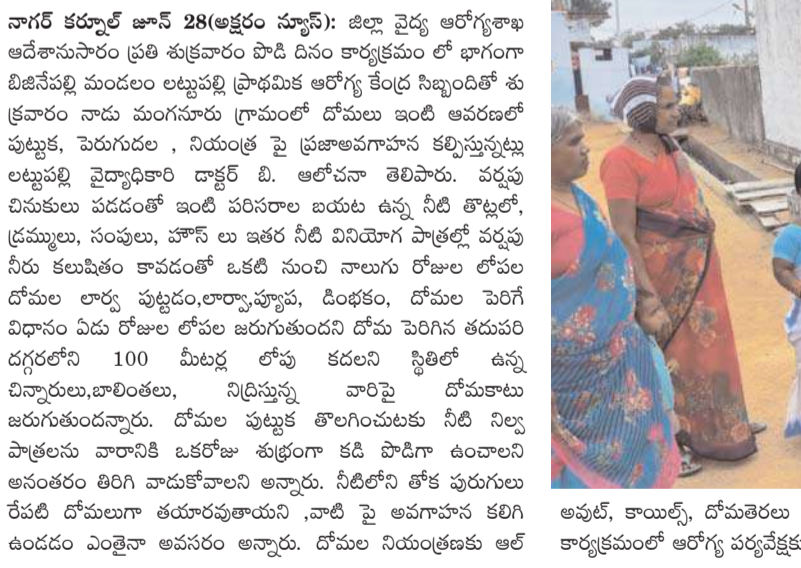 నాగర్ కర్నూల్ జూన్ 28(అక్షరం న్యూస్): జిల్లా వైద్య ఆరోగ్యశాఖ
ఆదేశానుసారం ప్రతి శుక్రవారం పొడి దినం కార్యక్రమం లో భాగంగా
బిజినేపల్లి మండలం లట్టుపల్లి ప్రాథమిక ఆరోగ్య కేంద్ర సిబ్బందితో శు
క్రవారం నాడు మంగనూరు గ్రామంలో దోమలు ఇంటి ఆవరణలో
పుట్టుక, పెరుగుదల , నియంత్ర పై ప్రజాఅవగాహన కల్పిస్తున్నట్లు
లట్టుపల్లి వైద్యాధికారి డాక్టర్ బి. ఆలోచనా తెలిపారు. వర్షపు
చినుకులు పడడంతో ఇంటి పరిసరాల బయట ఉన్న నీటి తొట్లలో,
డ్రమ్ములు, సంపులు, హౌస్ లు ఇతర నీటి వినియోగ పాత్రల్లో వర్షపు
నీరు కలుషితం కావడంతో ఒకటి నుంచి నాలుగు రోజుల లోపల
దోమల లార్వ పుట్టడం,లార్వా,ప్యూప, డింభకం, దోమల పెరిగే
విధానం ఏడు రోజుల లోపల జరుగుతుందని దోమ పెరిగిన తదుపరి
దగ్గరలోని 100 మీటర్ల లోపు కదలని స్థితిలో ఉన్న
చిన్నారులు,బాలింతలు, నిద్రిస్తున్న వారిపై దోమకాటు
జరుగుతుందన్నారు. దోమల పుట్టుక తొలగించుటకు నీటి నిల్వ
పాత్రలను వారానికి ఒకరోజు శుభ్రంగా కడి పొడిగా ఉంచాలని
అనంతరం తిరిగి వాడుకోవాలని అన్నారు. నీటిలోని తోక పురుగులు
రేపటి దోమలుగా తయారవుతాయని ,వాటి పై అవగాహన కలిగి
ఉండడం ఎంతైనా అవసరం అన్నారు. దోమల నియంత్రణకు ఆల్
అవుట్, కాయిల్స్, దోమతెరలు
కార్యక్రమంలో ఆరోగ్య పర్యవేక్షకు